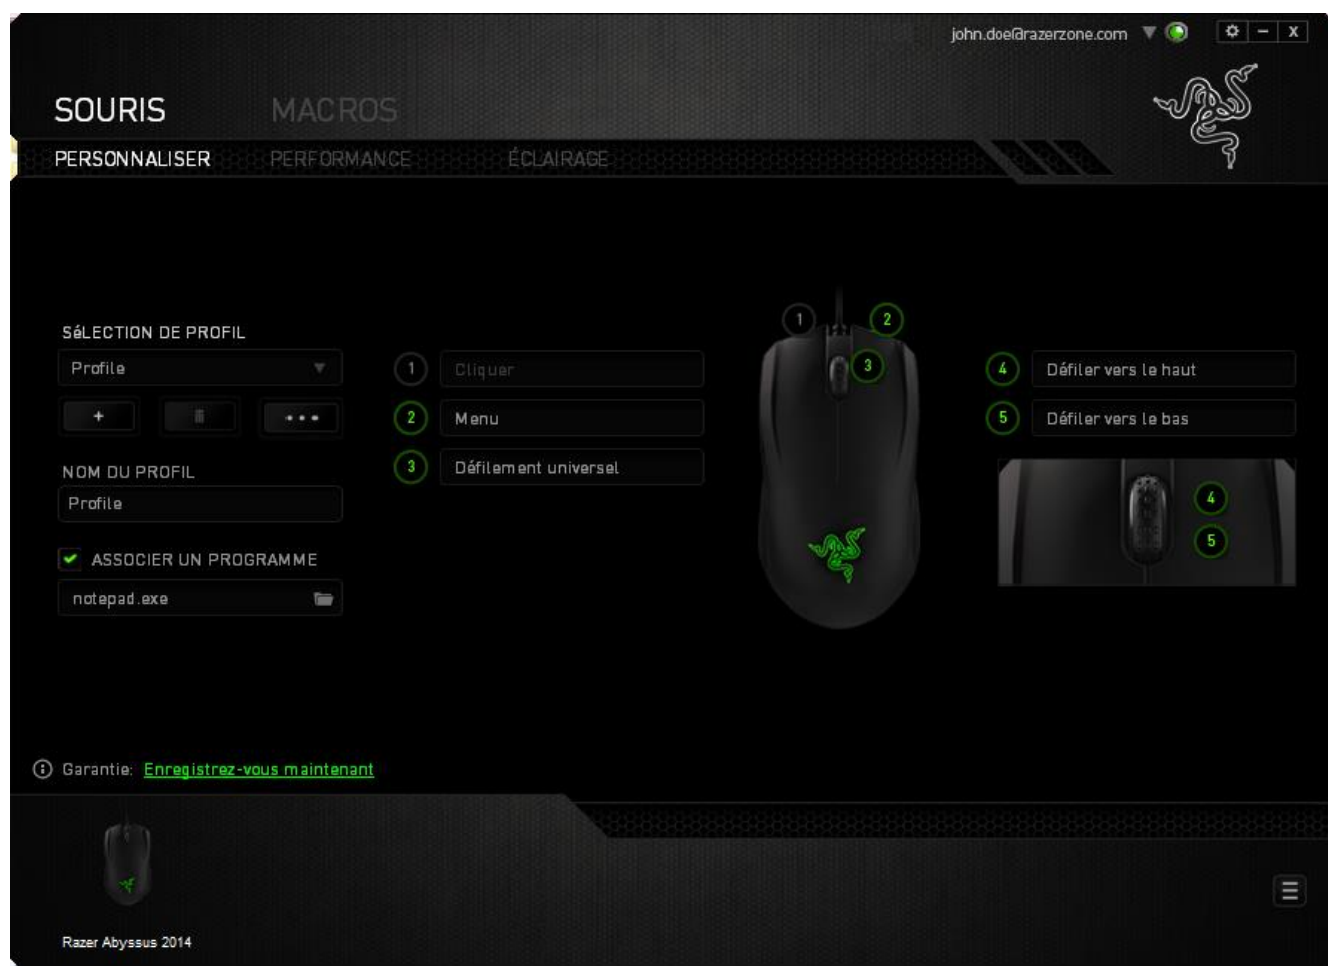 john.doe@razerzone.com
SOURIS MACROS
PERSONNALISER PERFORMANCE ÉCLAIRAGE
SéLECTION DE PROFIL
Profile
+
NOM DU PROFIL
Profile
ASSOCIER UN PROGRAMME
notepad.exe
1 Cliquer
2 Menu
3 Défilement universel
1
2
3
4 Défiler vers le haut
5 Défiler vers le bas
4
5
Garantie: Enregistrez-vous maintenant
Razer Abyssus 2014